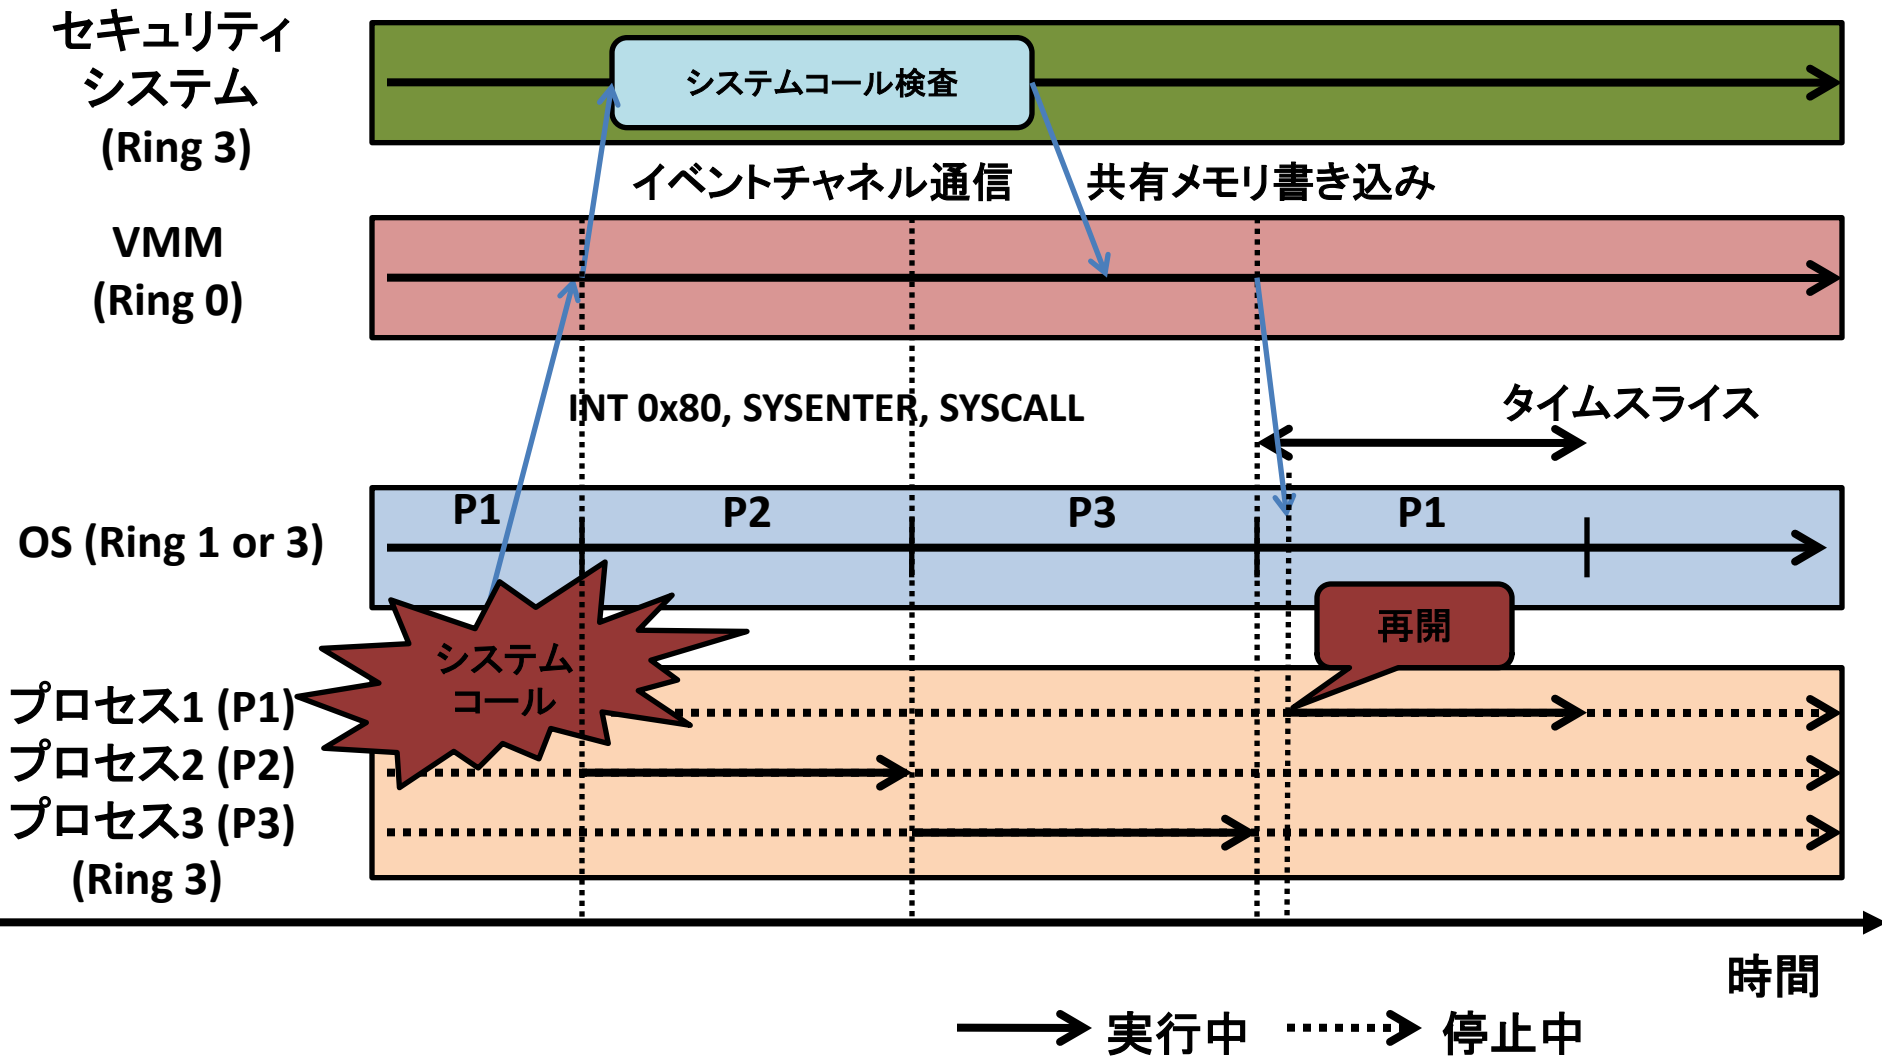 セキュリティ
システム
(Ring 3)
システムコール検査
イベントチャネル通信
共有メモリ書き込み
VMM
(Ring 0)
INT 0x80, SYSENTER, SYSCALL
タイムスライス
OS (Ring 1 or 3)
P1
P2
P3
P1
システム
コール
再開
プロセス1 (P1)
プロセス2 (P2)
プロセス3 (P3)
(Ring 3)
時間
実行中
停止中